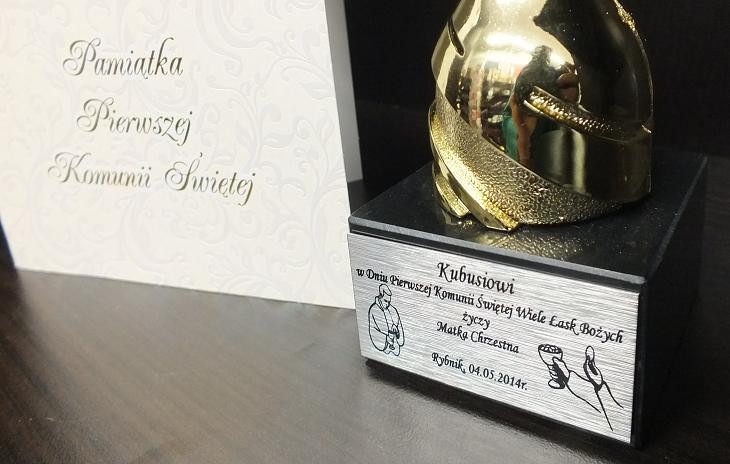 Pamiątka
Pierwszej
Komunii Świętej
Kubusiowi
w Dniu Pierwszej Komunii Świętej Wiele Łask Bożych
życzy
Matka Chrzestna
Rybnik, 04.05.2014r.